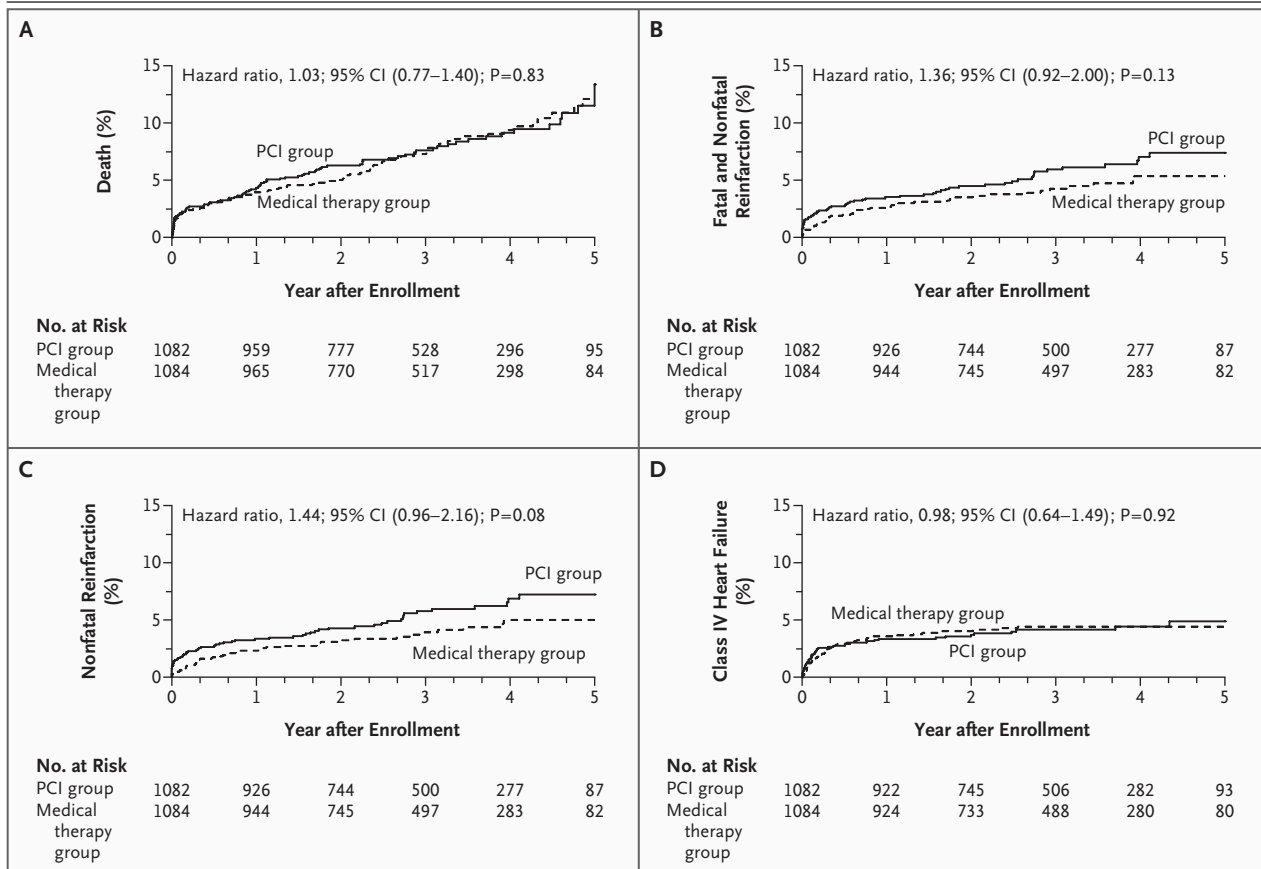 A
Hazard ratio, 1.03; 95% CI (0.77–1.40); P=0.83
Death (%)
15
10
5
0
PCI group
Medical therapy group
0 1 2 3 4 5
Year after Enrollment
No. at Risk
PCI group 1082 959 777 528 296 95
Medical 1084 965 770 517 298 84
therapy
group
B
Hazard ratio, 1.36; 95% CI (0.92–2.00); P=0.13
Fatal and Nonfatal
Reinfarction (%)
15
10
5
0
PCI group
Medical therapy group
0 1 2 3 4 5
Year after Enrollment
No. at Risk
PCI group 1082 926 744 500 277 87
Medical 1084 944 745 497 283 82
therapy
group
C
Hazard ratio, 1.44; 95% CI (0.96–2.16); P=0.08
Nonfatal Reinfarction
(%)
15
10
5
0
PCI group
Medical therapy group
0 1 2 3 4 5
Year after Enrollment
No. at Risk
PCI group 1082 926 744 500 277 87
Medical 1084 944 745 497 283 82
therapy
group
D
Hazard ratio, 0.98; 95% CI (0.64–1.49); P=0.92
Class IV Heart Failure
(%)
15
10
5
0
Medical therapy group
PCI group
0 1 2 3 4 5
Year after Enrollment
No. at Risk
PCI group 1082 922 745 506 282 93
Medical 1084 924 733 488 280 80
therapy
group